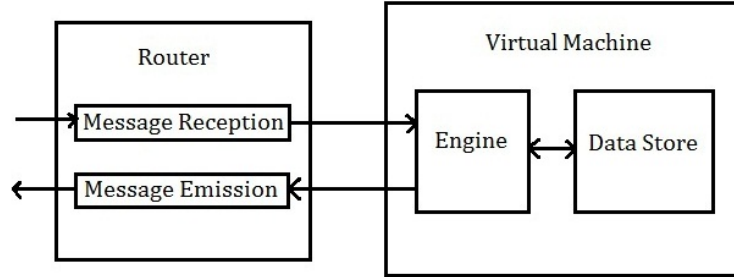 Router
Virtual Machine
Message Reception
Message Emission
Engine
Data Store